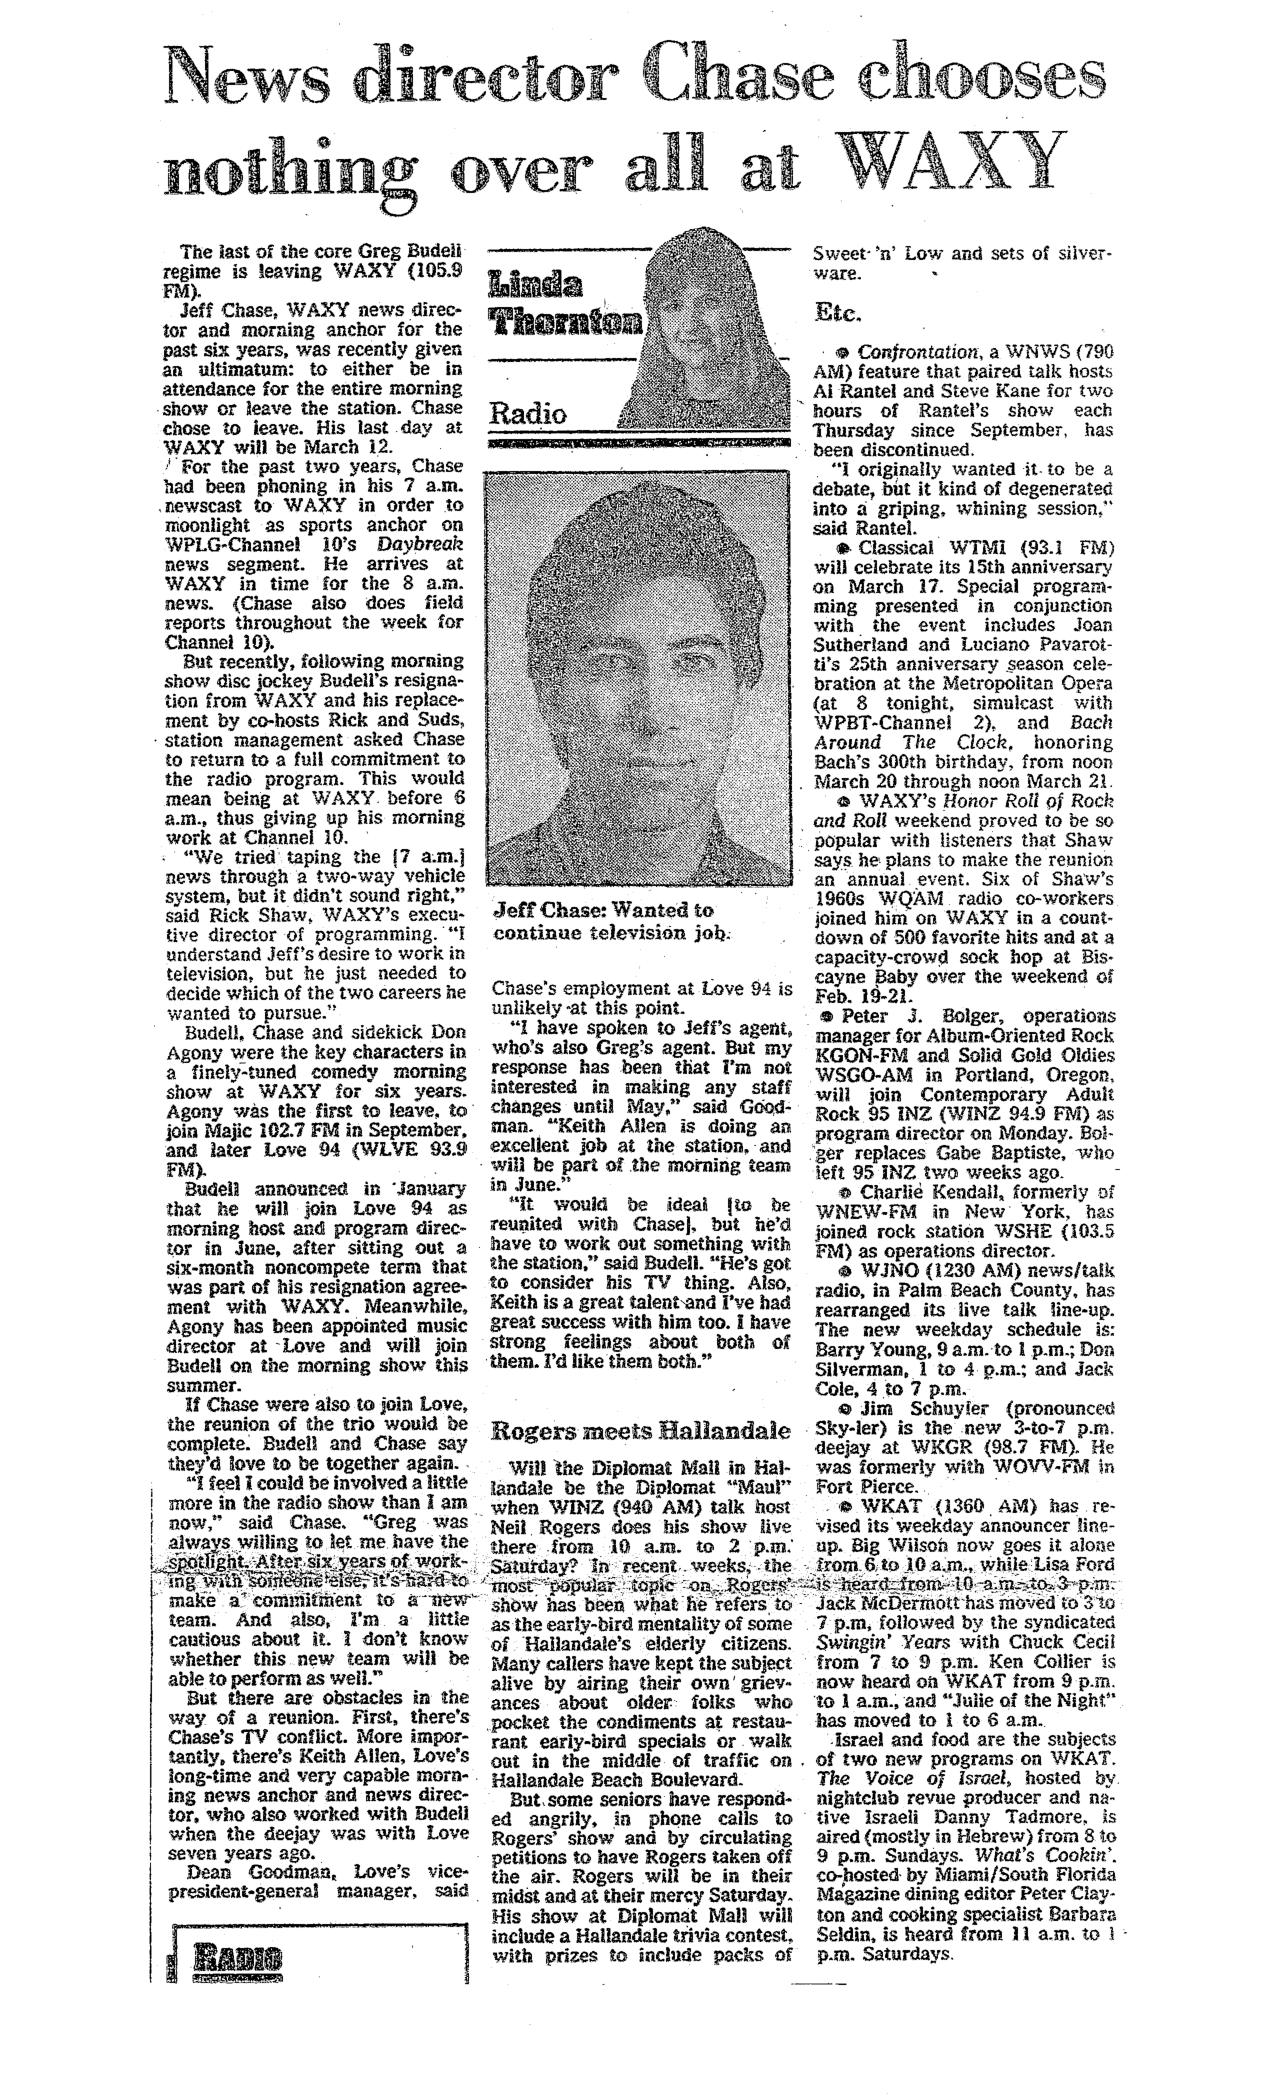 News director Chase chooses
nothing over all at WAXY
The last of the core Greg Budell
regime is leaving WAXY (105.9
FM).
Jeff Chase, WAXY news direc-
tor and morning anchor for the
past six years, was recently given
an ultimatum: to either be in
attendance for the entire morning
show or leave the station. Chase
chose to leave. His last day at
WAXY will be March 12.
For the past two years, Chase
had been phoning in his 7 a.m.
newscast to WAXY in order to
moonlight as sports anchor on
WPLG-Channel 10's Daybreak
news segment. He arrives at
WAXY in time for the 8 a.m.
news. (Chase also does field
reports throughout the week for
Channel 10).
But recently, following morning
show disc jockey Budell's resigna-
tion from WAXY and his replace-
ment by co-hosts Rick and Suds,
station management asked Chase
to return to a full commitment to
the radio program. This would
mean being at WAXY before 6
a.m., thus giving up his morning
work at Channel 10.
"We tried taping the [7 a.m.]
news through a two-way vehicle
system, but it didn't sound right,"
said Rick Shaw, WAXY's execu-
tive director of programming. "I
understand Jeff's desire to work in
television, but he just needed to
decide which of the two careers he
wanted to pursue."
Budell, Chase and sidekick Don
Agony were the key characters in
a finely-tuned comedy morning
show at WAXY for six years.
Agony was the first to leave, to
join Majic 102.7 FM in September,
and later Love 94 (WLVE 93.9
FM).
Budell announced in January
that he will join Love 94 as
morning host and program direc-
tor in June, after sitting out a
six-month noncompete term that
was part of his resignation agree-
ment with WAXY. Meanwhile,
Agony has been appointed music
director at Love and will join
Budell on the morning show this
summer.
If Chase were also to join Love,
the reunion of the trio would be
complete. Budell and Chase say
they'd love to be together again.
"I feel I could be involved a little
more in the radio show than I am
now," said Chase. "Greg was
always willing to let me have the
spotlight. After six years of work-
ing with someone else, it's hard to
make a commitment to a new
team. And also, I'm a little
cautious about it. I don't know
whether this new team will be
able to perform as well."
But there are obstacles in the
way of a reunion. First, there's
Chase's TV conflict. More impor-
tantly, there's Keith Allen, Love's
long-time and very capable morn-
ing news anchor and news direc-
tor, who also worked with Budell
when the deejay was with Love
seven years ago.
Dean Goodman, Love's vice-
president-general manager, said
RADIO
Linda
Thornton
Radio
Jeff Chase: Wanted to
continue television job.
Chase's employment at Love 94 is
unlikely at this point.
"I have spoken to Jeff's agent,
who's also Greg's agent. But my
response has been that I'm not
interested in making any staff
changes until May," said Good-
man. "Keith Allen is doing an
excellent job at the station, and
will be part of the morning team
in June."
"It would be ideal [to be
reunited with Chase], but he'd
have to work out something with
the station," said Budell. "He's got
to consider his TV thing. Also,
Keith is a great talent and I've had
great success with him too. I have
strong feelings about both of
them. I'd like them both."
Rogers meets Hallandale
Will the Diplomat Mall in Hal-
landale be the Diplomat "Maul"
when WINZ (940 AM) talk host
Neil Rogers does his show live
there from 10 a.m. to 2 p.m.
Saturday? In recent weeks, the
most popular topic on Rogers'
show has been what he refers to
as the early-bird mentality of some
of Hallandale's elderly citizens.
Many callers have kept the subject
alive by airing their own griev-
ances about older folks who
pocket the condiments at restau-
rant early-bird specials or walk
out in the middle of traffic on
Hallandale Beach Boulevard.
But some seniors have respond-
ed angrily, in phone calls to
Rogers' show and by circulating
petitions to have Rogers taken off
the air. Rogers will be in their
midst and at their mercy Saturday.
His show at Diplomat Mall will
include a Hallandale trivia contest,
with prizes to include packs of
Sweet 'n' Low and sets of silver-
ware.
Etc.
● Confrontation, a WNWS (790
AM) feature that paired talk hosts
Al Rantel and Steve Kane for two
hours of Rantel's show each
Thursday since September, has
been discontinued.
"I originally wanted it to be a
debate, but it kind of degenerated
into a griping, whining session,"
said Rantel.
● Classical WTMI (93.1 FM)
will celebrate its 15th anniversary
on March 17. Special program-
ming presented in conjunction
with the event includes Joan
Sutherland and Luciano Pavarot-
ti's 25th anniversary season cele-
bration at the Metropolitan Opera
(at 8 tonight, simulcast with
WPBT-Channel 2), and Bach
Around The Clock, honoring
Bach's 300th birthday, from noon
March 20 through noon March 21.
● WAXY's Honor Roll of Rock
and Roll weekend proved to be so
popular with listeners that Shaw
says he plans to make the reunion
an annual event. Six of Shaw's
1960s WQAM radio co-workers
joined him on WAXY in a count-
down of 500 favorite hits and at a
capacity-crowd sock hop at Bis-
cayne Baby over the weekend of
Feb. 19-21.
● Peter J. Bolger, operations
manager for Album-Oriented Rock
KGON-FM and Solid Gold Oldies
WSGO-AM in Portland, Oregon,
will join Contemporary Adult
Rock 95 INZ (WINZ 94.9 FM) as
program director on Monday. Bol-
ger replaces Gabe Baptiste, who
left 95 INZ two weeks ago.
● Charlie Kendall, formerly of
WNEW-FM in New York, has
joined rock station WSHE (103.5
FM) as operations director.
● WJNO (1230 AM) news/talk
radio, in Palm Beach County, has
rearranged its live talk line-up.
The new weekday schedule is:
Barry Young, 9 a.m. to 1 p.m.; Don
Silverman, 1 to 4 p.m.; and Jack
Cole, 4 to 7 p.m.
● Jim Schuyler (pronounced
Sky-ler) is the new 3-to-7 p.m.
deejay at WKGR (98.7 FM). He
was formerly with WOVV-FM in
Fort Pierce.
● WKAT (1360 AM) has re-
vised its weekday announcer line-
up. Big Wilson now goes it alone
from 6 to 10 a.m., while Lisa Ford
is heard from 10 a.m. to 3 p.m.
Jack McDermott has moved to 3 to
7 p.m, followed by the syndicated
Swingin' Years with Chuck Cecil
from 7 to 9 p.m. Ken Collier is
now heard on WKAT from 9 p.m.
to 1 a.m., and "Julie of the Night"
has moved to 1 to 6 a.m.
Israel and food are the subjects
of two new programs on WKAT.
The Voice of Israel, hosted by
nightclub revue producer and na-
tive Israeli Danny Tadmore, is
aired (mostly in Hebrew) from 8 to
9 p.m. Sundays. What's Cookin',
co-hosted by Miami/South Florida
Magazine dining editor Peter Clay-
ton and cooking specialist Barbara
Seldin, is heard from 11 a.m. to 1
p.m. Saturdays.